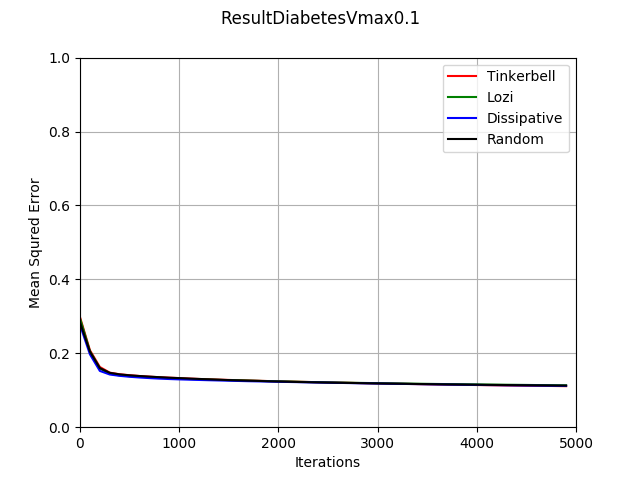 ResultDiabetesVmax0.1
1.0
0.8
0.6
0.4
0.2
0.0
Mean Squred Error
Tinkerbell
Lozi
Dissipative
Random
0 1000 2000 3000 4000 5000
Iterations